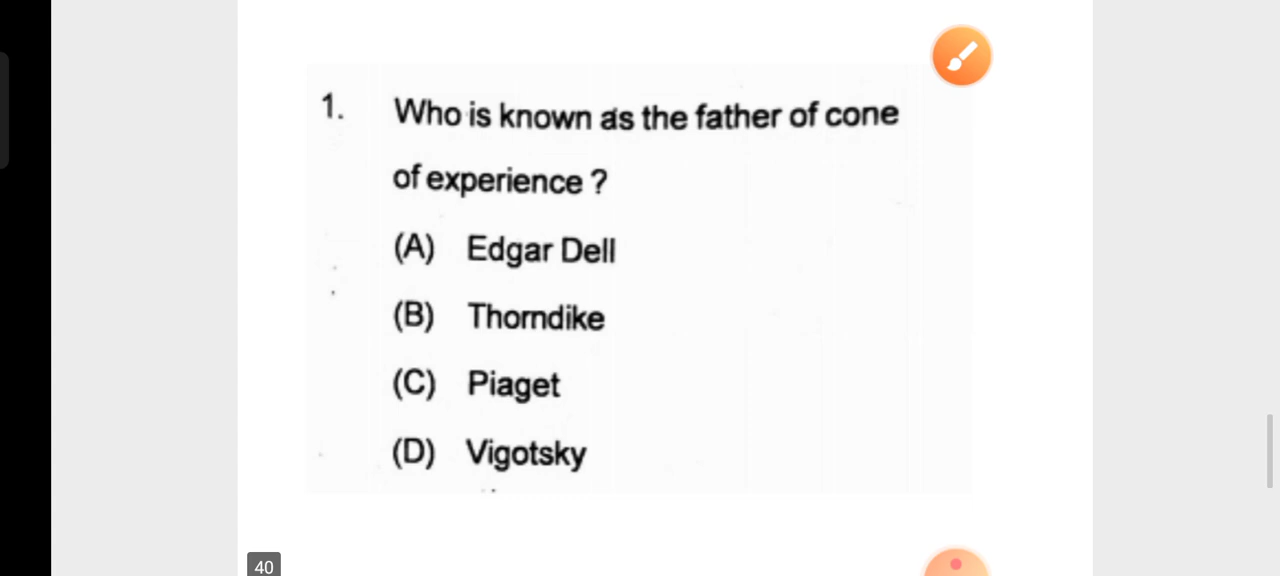 1. Who is known as the father of cone
of experience ?
(A) Edgar Dell
(B) Thorndike
(C) Piaget
(D) Vigotsky
40